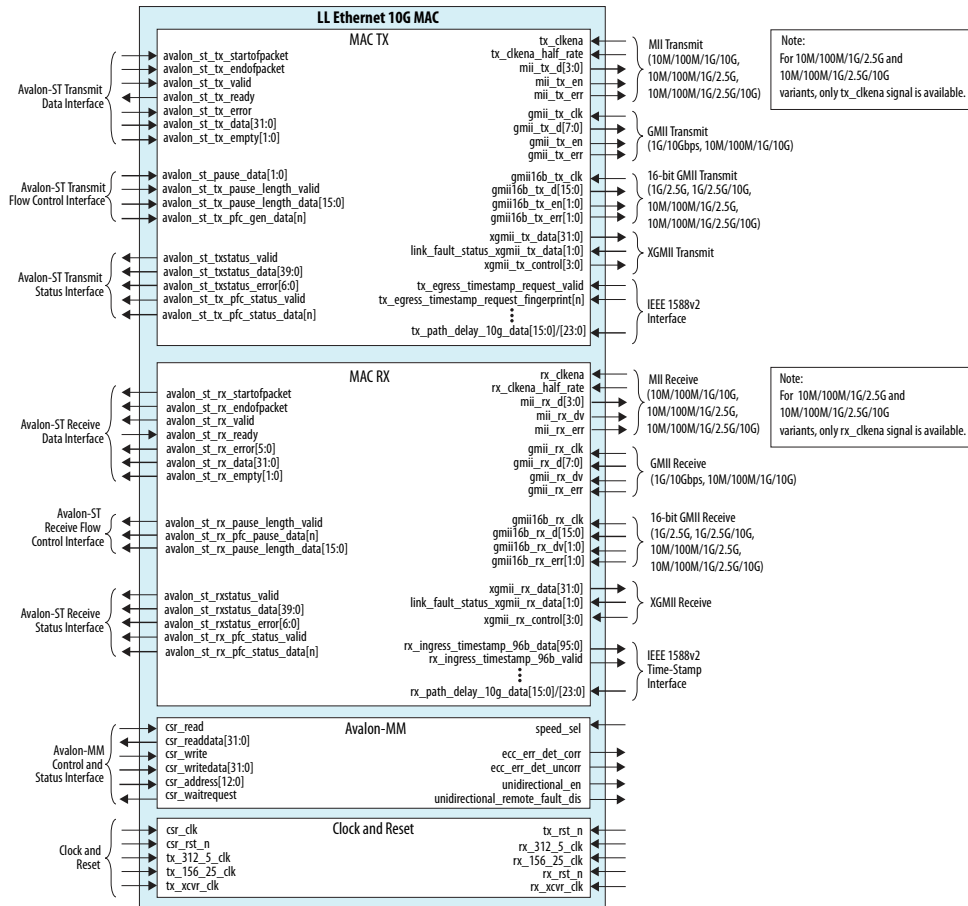 LL Ethernet 10G MAC
MAC TX
Avalon-ST Transmit
Data Interface
avalon_st_tx_startofpacket
avalon_st_tx_endofpacket
avalon_st_tx_valid
avalon_st_tx_ready
avalon_st_tx_error
avalon_st_tx_data[31:0]
avalon_st_tx_empty[1:0]
Avalon-ST Transmit
Flow Control Interface
avalon_st_pause_data[1:0]
avalon_st_tx_pause_length_valid
avalon_st_tx_pause_length_data[15:0]
avalon_st_tx_pfc_gen_data[n]
Avalon-ST Transmit
Status Interface
avalon_st_txstatus_valid
avalon_st_txstatus_data[39:0]
avalon_st_txstatus_error[6:0]
avalon_st_tx_pfc_status_valid
avalon_st_tx_pfc_status_data[n]
tx_clkena
tx_clkena_half_rate
mii_tx_d[3:0]
mii_tx_en
mii_tx_err
MII Transmit
(10M/100M/1G/10G,
10M/100M/1G/2.5G,
10M/100M/1G/2.5G/10G)
Note:
For 10M/100M/1G/2.5G and
10M/100M/1G/2.5G/10G
variants, only tx_clkena signal is available.
gmii_tx_clk
gmii_tx_d[7:0]
gmii_tx_en
gmii_tx_err
GMII Transmit
(1G/10Gbps, 10M/100M/1G/10G)
gmii16b_tx_clk
gmii16b_tx_d[15:0]
gmii16b_tx_en[1:0]
gmii16b_tx_err[1:0]
16-bit GMII Transmit
(1G/2.5G, 1G/2.5G/10G,
10M/100M/1G/2.5G,
10M/100M/1G/2.5G/10G)
xgmii_tx_data[31:0]
link_fault_status_xgmii_tx_data[1:0]
xgmii_tx_control[3:0]
XGMII Transmit
tx_egress_timestamp_request_valid
tx_egress_timestamp_request_fingerprint[n]
tx_path_delay_10g_data[15:0]/[23:0]
IEEE 1588v2
Interface
MAC RX
Avalon-ST Receive
Data Interface
avalon_st_rx_startofpacket
avalon_st_rx_endofpacket
avalon_st_rx_valid
avalon_st_rx_ready
avalon_st_rx_error[5:0]
avalon_st_rx_data[31:0]
avalon_st_rx_empty[1:0]
Avalon-ST
Receive Flow
Control Interface
avalon_st_rx_pause_length_valid
avalon_st_rx_pfc_pause_data[n]
avalon_st_rx_pause_length_data[15:0]
Avalon-ST Receive
Status Interface
avalon_st_rxstatus_valid
avalon_st_rxstatus_data[39:0]
avalon_st_rxstatus_error[6:0]
avalon_st_rx_pfc_status_valid
avalon_st_rx_pfc_status_data[n]
rx_clkena
rx_clkena_half_rate
mii_rx_d[3:0]
mii_rx_dv
mii_rx_err
MII Receive
(10M/100M/1G/10G,
10M/100M/1G/2.5G,
10M/100M/1G/2.5G/10G)
Note:
For 10M/100M/1G/2.5G and
10M/100M/1G/2.5G/10G
variants, only rx_clkena signal is available.
gmii_rx_clk
gmii_rx_d[7:0]
gmii_rx_dv
gmii_rx_err
GMII Receive
(1G/10Gbps, 10M/100M/1G/10G)
gmii16b_rx_clk
gmii16b_rx_d[15:0]
gmii16b_rx_dv[1:0]
gmii16b_rx_err[1:0]
16-bit GMII Receive
(1G/2.5G, 1G/2.5G/10G,
10M/100M/1G/2.5G,
10M/100M/1G/2.5G/10G)
xgmii_rx_data[31:0]
link_fault_status_xgmii_rx_data[1:0]
xgmii_rx_control[3:0]
XGMII Receive
rx_ingress_timestamp_96b_data[95:0]
rx_ingress_timestamp_96b_valid
rx_path_delay_10g_data[15:0]/[23:0]
IEEE 1588v2
Time-Stamp
Interface
Avalon-MM
Avalon-MM
Control and
Status Interface
csr_read
csr_readdata[31:0]
csr_write
csr_writedata[31:0]
csr_address[12:0]
csr_waitrequest
speed_sel
ecc_err_det_corr
ecc_err_det_uncorr
unidirectional_en
unidirectional_remote_fault_dis
Clock and Reset
Clock and
Reset
csr_clk
csr_rst_n
tx_312_5_clk
tx_156_25_clk
tx_xcvr_clk
tx_rst_n
rx_312_5_clk
rx_156_25_clk
rx_rst_n
rx_xcvr_clk